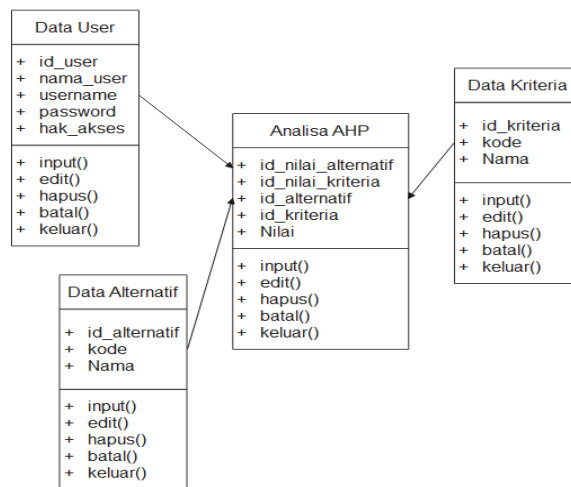 Data User
+ id_user
+ nama_user
+ username
+ password
+ hak_akses
+ input()
+ edit()
+ hapus()
+ batal()
+ keluar()
Analisa AHP
+ id_nilai_alternatif
+ id_nilai_kriteria
+ id_alternatif
+ id_kriteria
+ Nilai
+ input()
+ edit()
+ hapus()
+ batal()
+ keluar()
Data Kriteria
+ id_kriteria
+ kode
+ Nama
+ input()
+ edit()
+ hapus()
+ batal()
+ keluar()
Data Alternatif
+ id_alternatif
+ kode
+ Nama
+ input()
+ edit()
+ hapus()
+ batal()
+ keluar()